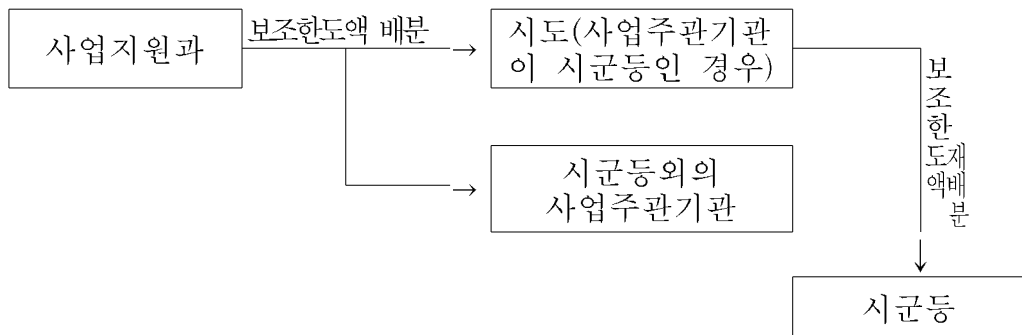 사업지원과
보조한도액 배분
시도(사업주관기관
이 시군등인 경우)
시군등외의
사업주관기관
보조한도액
재배분
시군등